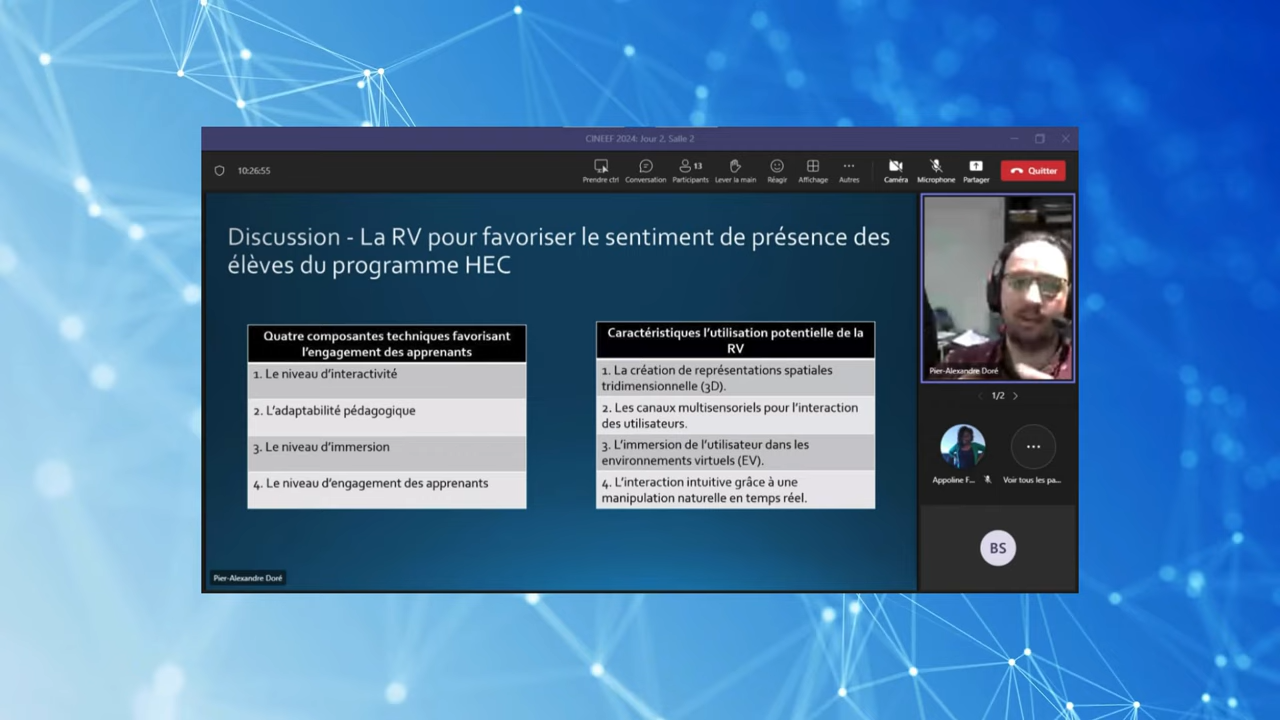 CINEEF 2024: Jour 2, Salle 2
10:26:55
Prendre ctrl
Conversation
13
Participants
Lever la main
Réagir
Affichage
Autres
Caméra
Microphone
Partager
Quitter
Discussion - La RV pour favoriser le sentiment de présence des
élèves du programme HEC
Quatre composantes techniques favorisant
l'engagement des apprenants
1. Le niveau d'interactivité
2. L'adaptabilité pédagogique
3. Le niveau d'immersion
4. Le niveau d'engagement des apprenants
Caractéristiques l'utilisation potentielle de la
RV
1. La création de représentations spatiales
tridimensionnelle (3D).
2. Les canaux multisensoriels pour l'interaction
des utilisateurs.
3. L'immersion de l'utilisateur dans les
environnements virtuels (EV).
4. L'interaction intuitive grâce à une
manipulation naturelle en temps réel.
Pier-Alexandre Doré
Pier-Alexandre Doré
1/2
Appoline F...
Voir tous les pa...
BS